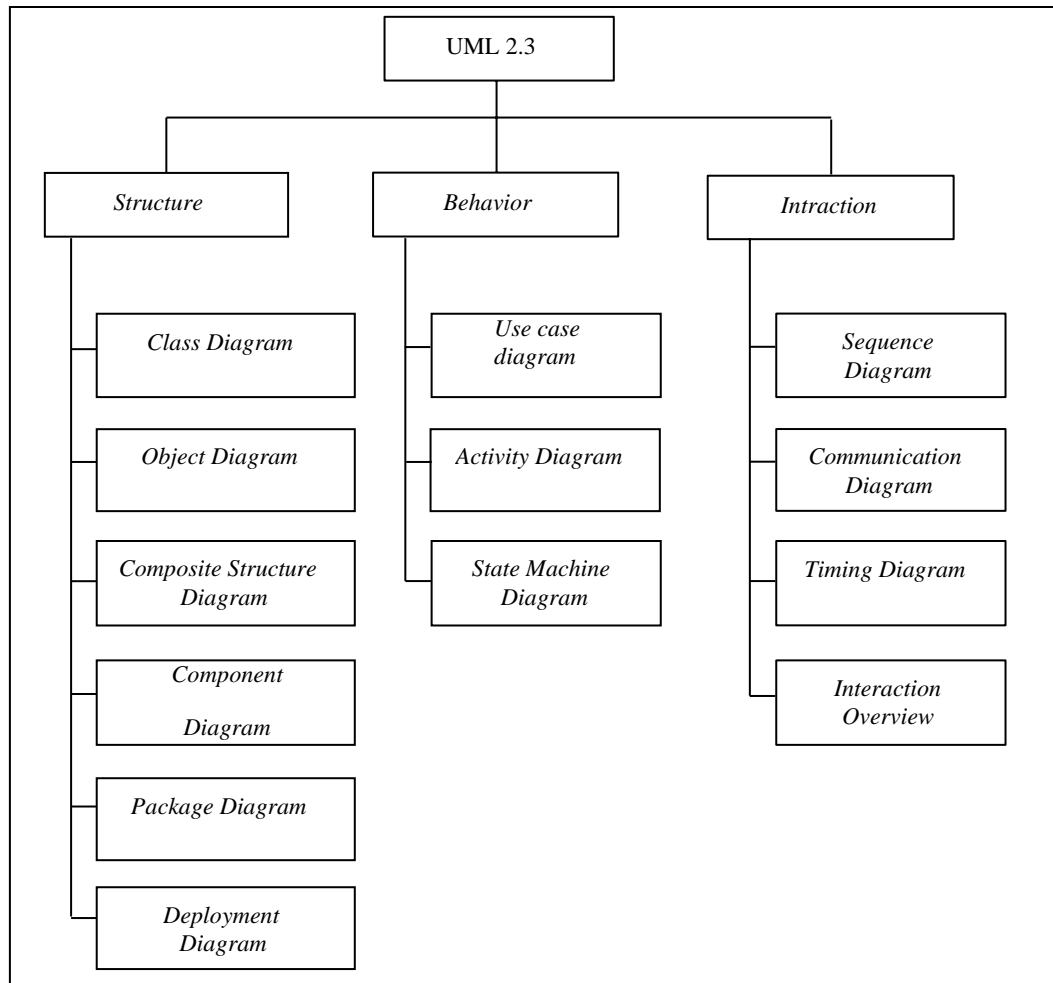 UML 2.3
Structure
Behavior
Intraction
Class Diagram
Object Diagram
Composite Structure
Diagram
Component
Diagram
Package Diagram
Deployment
Diagram
Use case
diagram
Activity Diagram
State Machine
Diagram
Sequence
Diagram
Communication
Diagram
Timing Diagram
Interaction
Overview